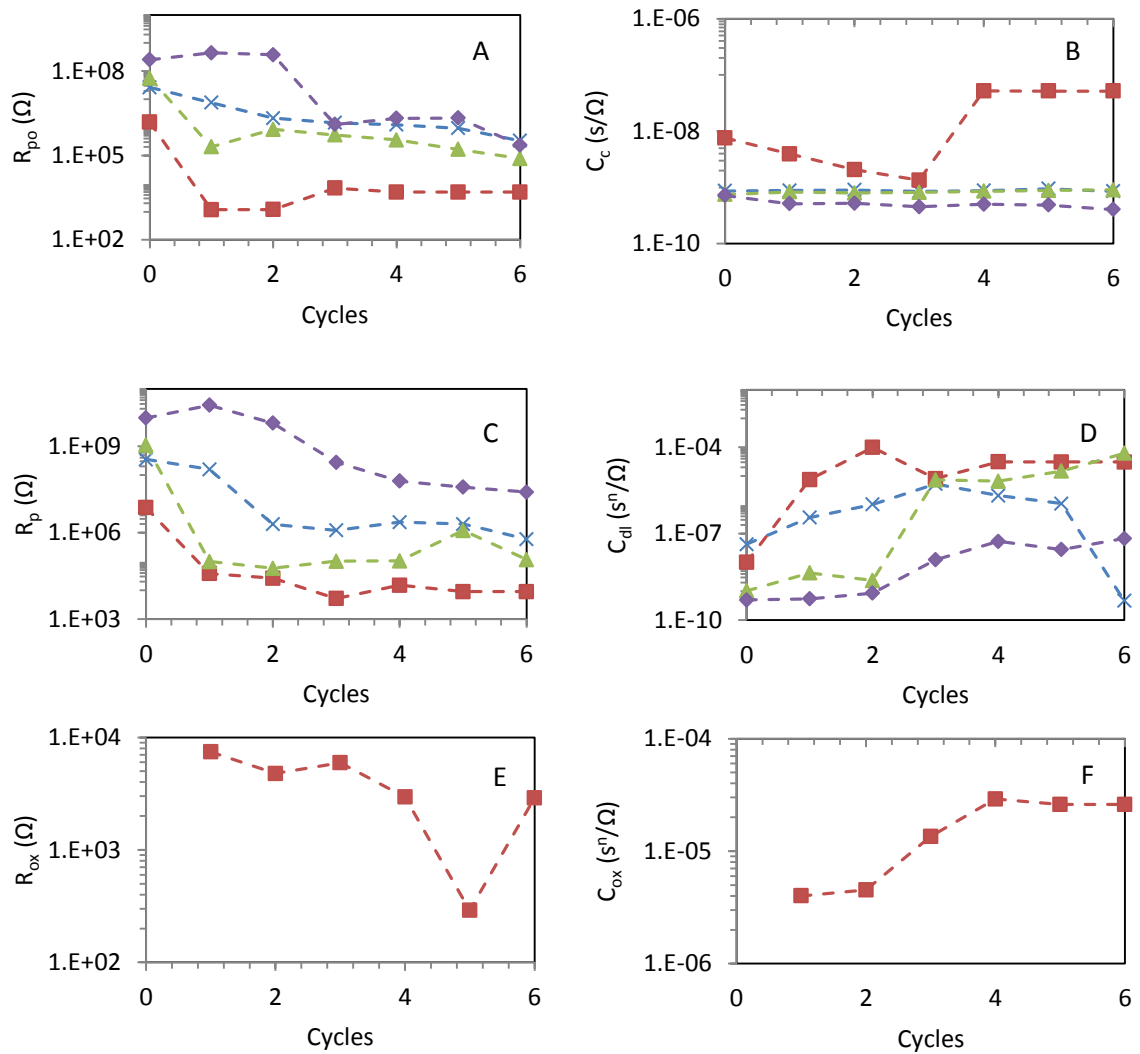 A
R_po (Ω)
1.E+08
1.E+05
1.E+02
0 2 4 6
Cycles
B
C_c (s/Ω)
1.E-06
1.E-08
1.E-10
0 2 4 6
Cycles
C
R_p (Ω)
1.E+09
1.E+06
1.E+03
0 2 4 6
Cycles
D
C_dl (sⁿ/Ω)
1.E-04
1.E-07
1.E-10
0 2 4 6
Cycles
E
R_ox (Ω)
1.E+04
1.E+03
1.E+02
0 2 4 6
Cycles
F
C_ox (sⁿ/Ω)
1.E-04
1.E-05
1.E-06
0 2 4 6
Cycles